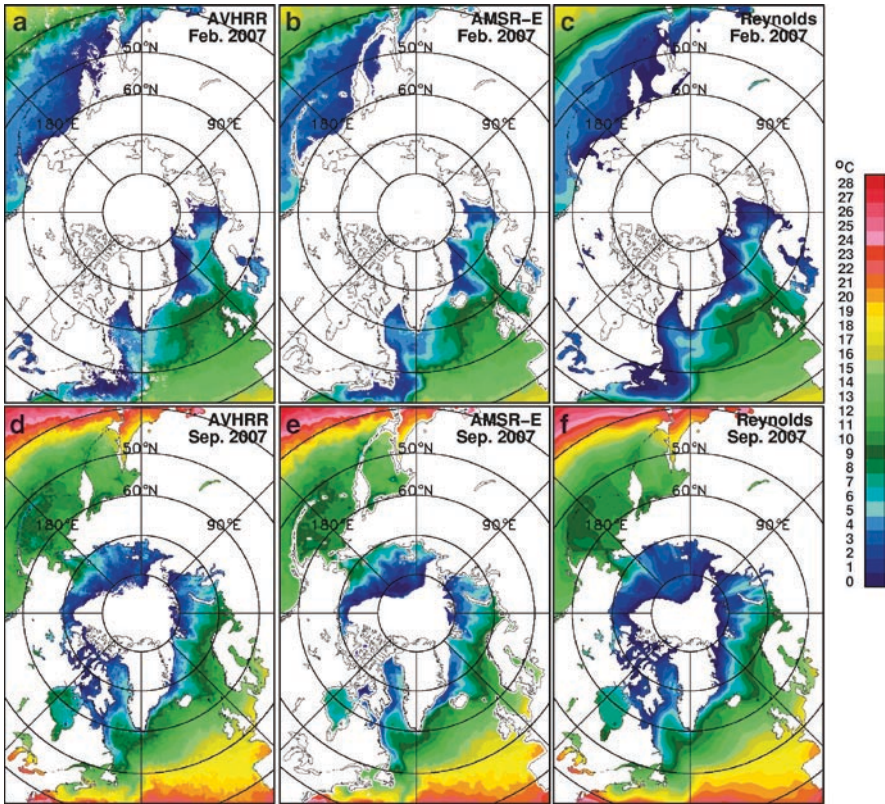 a
AVHRR
Feb. 2007
50°N
60°N
180°E
90°E
b
AMSR-E
Feb. 2007
50°N
60°N
180°E
90°E
c
Reynolds
Feb. 2007
50°N
60°N
180°E
90°E
d
AVHRR
Sep. 2007
50°N
60°N
180°E
90°E
e
AMSR-E
Sep. 2007
50°N
60°N
180°E
90°E
f
Reynolds
Sep. 2007
50°N
60°N
180°E
90°E
°C
28
27
26
25
24
23
22
21
20
19
18
17
16
15
14
13
12
11
10
9
8
7
6
5
4
3
2
1
0